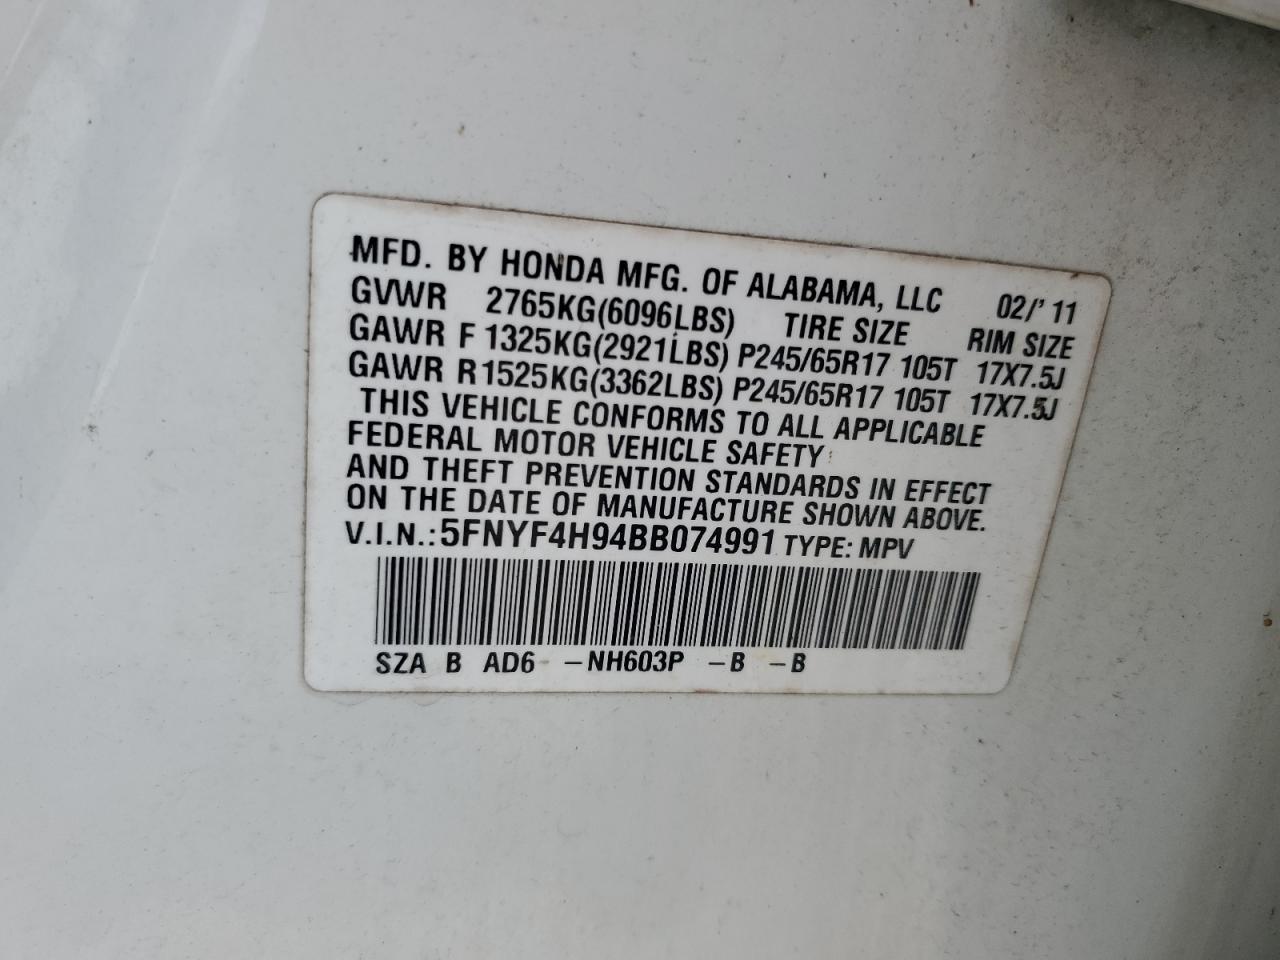 MFD. BY HONDA MFG. OF ALABAMA, LLC 02/'11
GVWR 2765KG(6096LBS) TIRE SIZE RIM SIZE
GAWR F 1325KG(2921LBS) P245/65R17 105T 17X7.5J
GAWR R 1525KG(3362LBS) P245/65R17 105T 17X7.5J
THIS VEHICLE CONFORMS TO ALL APPLICABLE
FEDERAL MOTOR VEHICLE SAFETY
AND THEFT PREVENTION STANDARDS IN EFFECT
ON THE DATE OF MANUFACTURE SHOWN ABOVE.
V.I.N.:5FNYF4H94BB074991 TYPE: MPV
SZA B AD6 -NH603P -B -B